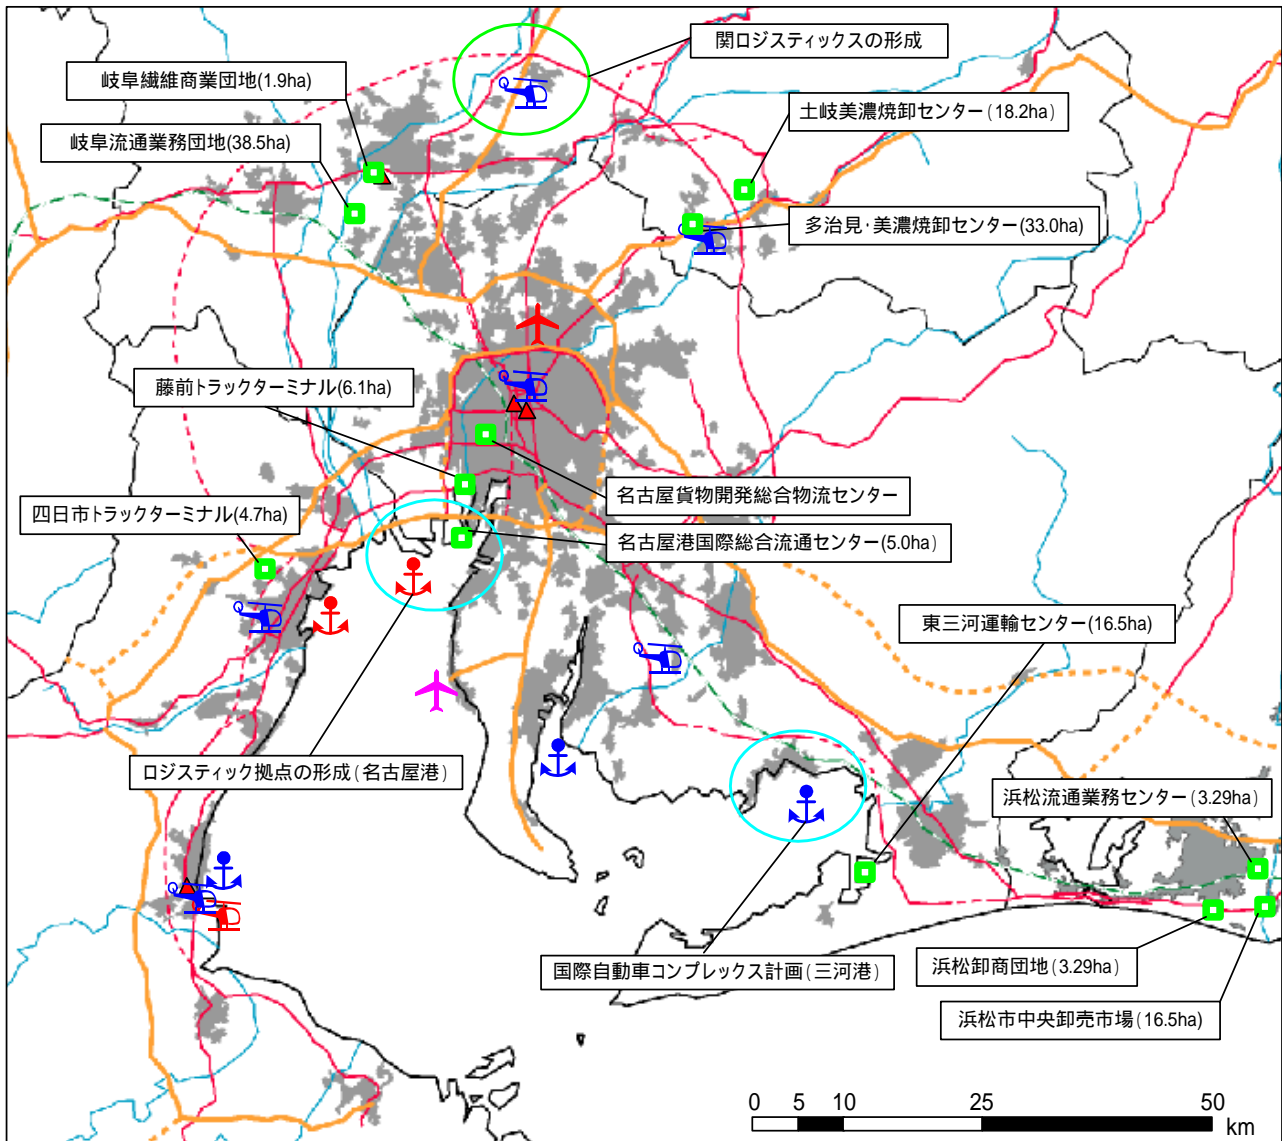 関ロジスティックスの形成
岐阜繊維商業団地(1.9ha)
土岐美濃焼卸センター(18.2ha)
岐阜流通業務団地(38.5ha)
多治見・美濃焼卸センター(33.0ha)
藤前トラックターミナル(6.1ha)
名古屋貨物開発総合物流センター
四日市トラックターミナル(4.7ha)
名古屋港国際総合流通センター(5.0ha)
東三河運輸センター(16.5ha)
ロジスティック拠点の形成(名古屋港)
浜松流通業務センター(3.29ha)
国際自動車コンプレックス計画(三河港)
浜松卸商団地(3.29ha)
浜松市中央卸売市場(16.5ha)
0 5 10 25 50
km